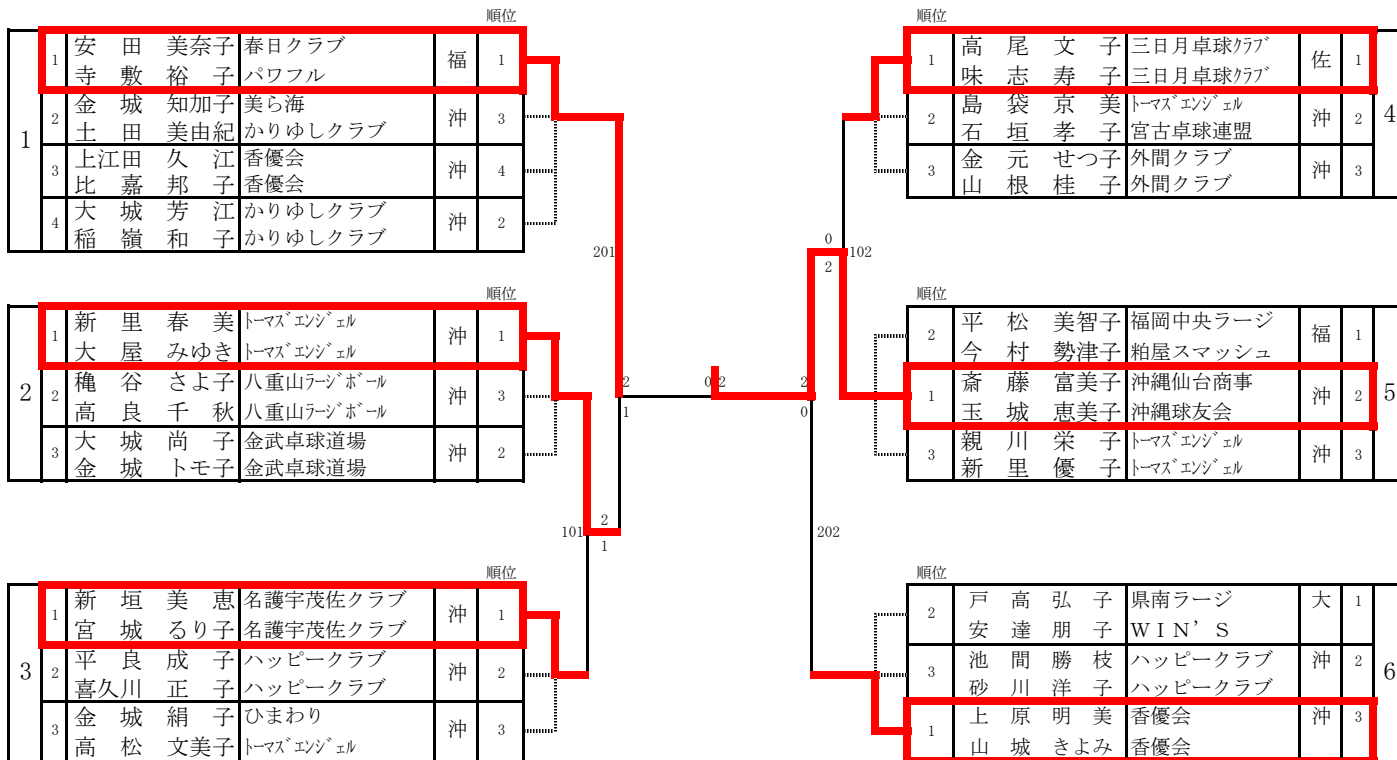 順位
1 安田 美奈子 春日クラブ 福 1
寺敷 裕子 パワフル
2 金城 知加子 美ら海 沖 3
土田 美由紀 かりゆしクラブ
1
3 上江田 久江 香優会 沖 4
比嘉 邦子 香優会
4 大城 芳江 かりゆしクラブ 沖 2
稲嶺 和子 かりゆしクラブ
順位
1 新里 春美 トーマズエンジェル 沖 1
大屋 みゆき トーマズエンジェル
2
2 穐谷 さよ子 八重山ラージボール 沖 3
高良 千秋 八重山ラージボール
3 大城 尚子 金武卓球道場 沖 2
金城 トモ子 金武卓球道場
順位
1 新垣 美恵 名護宇茂佐クラブ 沖 1
宮城 るり子 名護宇茂佐クラブ
3
2 平良 成子 ハッピークラブ 沖 2
喜久川 正子 ハッピークラブ
3 金城 絹子 ひまわり 沖 3
高松 文美子 トーマズエンジェル
201
2
1
101
2
1
0 2
2
0
0
2
102
202
順位
1 高尾 文子 三日月卓球クラブ 佐 1
味志 寿子 三日月卓球クラブ
4
2 島袋 京美 トーマズエンジェル 沖 2
石垣 孝子 宮古卓球連盟
3 金元 せつ子 外間クラブ 沖 3
山根 桂子 外間クラブ
順位
2 平松 美智子 福岡中央ラージ 福 1
今村 勢津子 粕屋スマッシュ
5
1 斎藤 富美子 沖縄仙台商事 沖 2
玉城 恵美子 沖縄球友会
3 親川 栄子 トーマズエンジェル 沖 3
新里 優子 トーマズエンジェル
順位
2 戸高 弘子 県南ラージ 大 1
安達 朋子 WIN'S
6
3 池間 勝枝 ハッピークラブ 沖 2
砂川 洋子 ハッピークラブ
1 上原 明美 香優会 沖 3
山城 きよみ 香優会